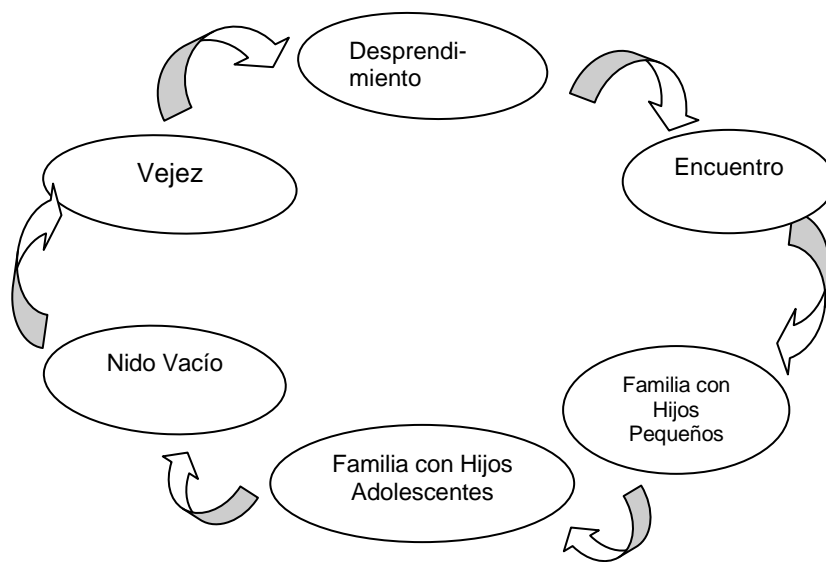 Desprendi-
miento
Encuentro
Familia con
Hijos
Pequeños
Familia con Hijos
Adolescentes
Nido Vacío
Vejez